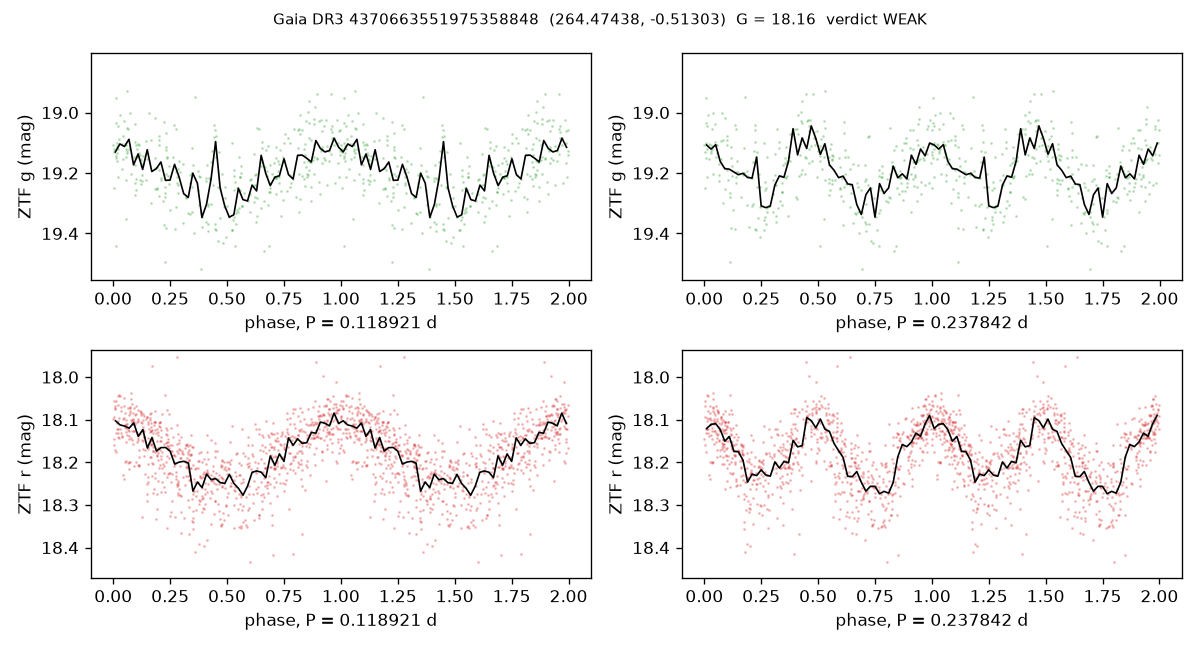 Gaia DR3 4370663551975358848 (264.47438, -0.51303) G = 18.16 verdict WEAK
ZTF g (mag)
19.0
19.2
19.4
0.00 0.25 0.50 0.75 1.00 1.25 1.50 1.75 2.00
phase, P = 0.118921 d
ZTF g (mag)
19.0
19.2
19.4
0.00 0.25 0.50 0.75 1.00 1.25 1.50 1.75 2.00
phase, P = 0.237842 d
ZTF r (mag)
18.0
18.1
18.2
18.3
18.4
0.00 0.25 0.50 0.75 1.00 1.25 1.50 1.75 2.00
phase, P = 0.118921 d
ZTF r (mag)
18.0
18.1
18.2
18.3
18.4
0.00 0.25 0.50 0.75 1.00 1.25 1.50 1.75 2.00
phase, P = 0.237842 d